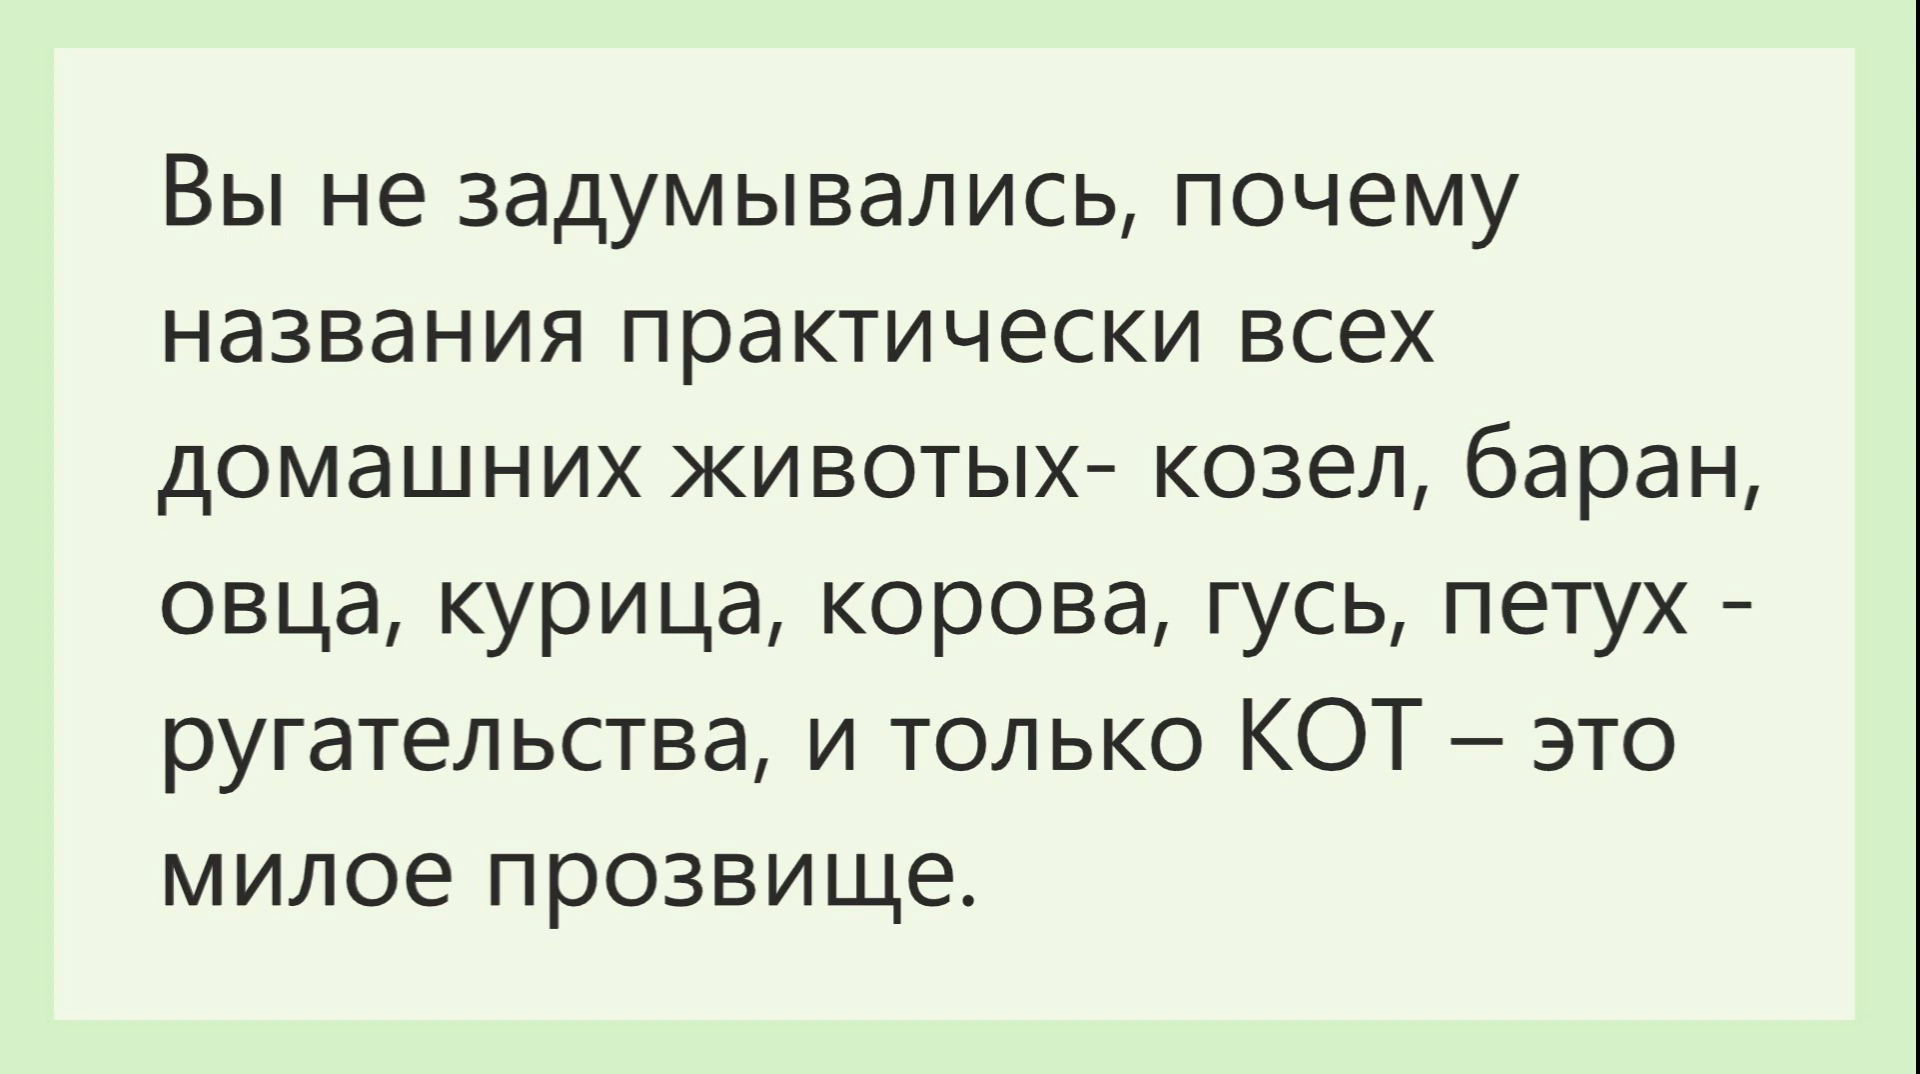 Вы не задумывались, почему
названия практически всех
домашних животых- козел, баран,
овца, курица, корова, гусь, петух -
ругательства, и только КОТ – это
милое прозвище.